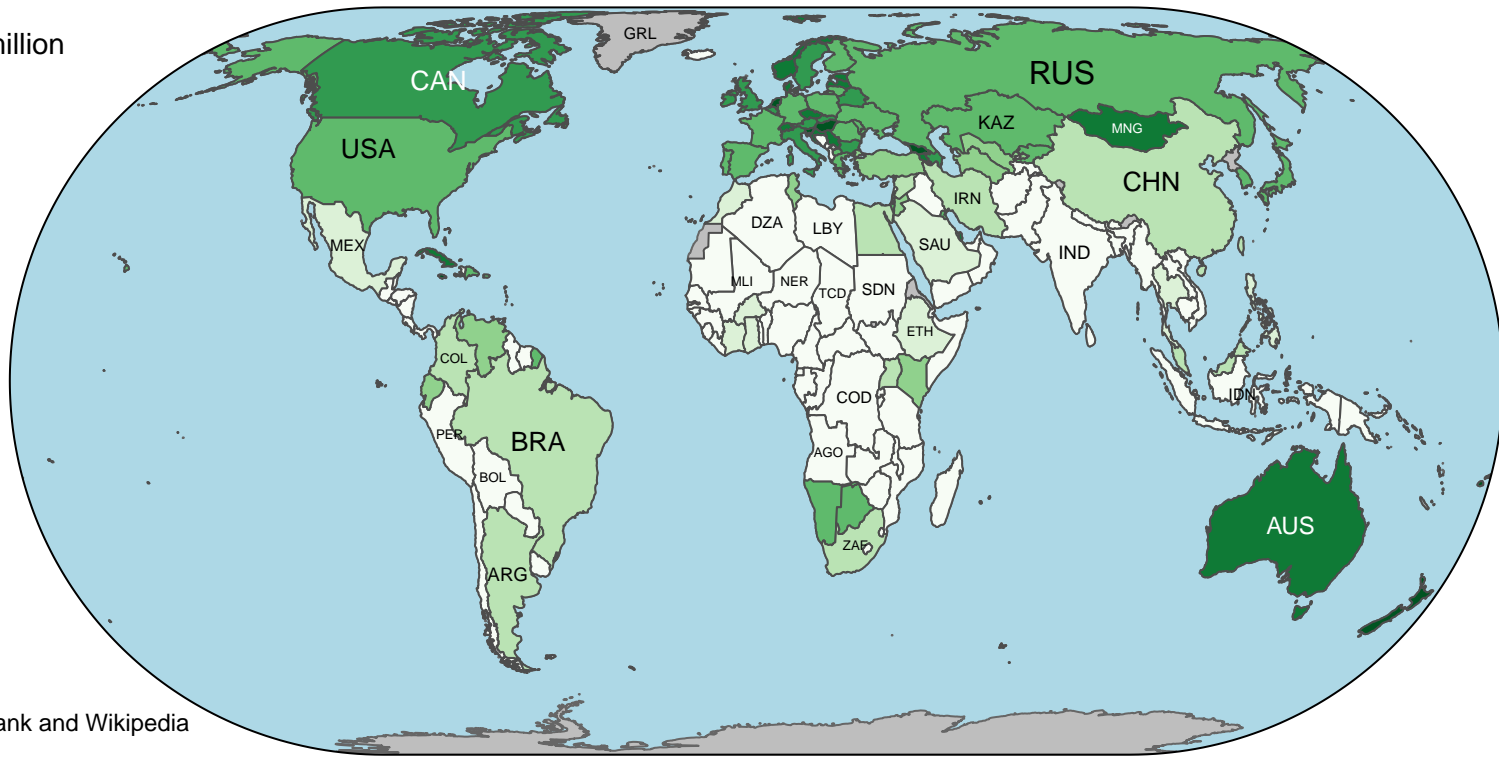 illion
GRL
CAN
RUS
USA
KAZ
MNG
CHN
IRN
MEX
DZA
LBY
SAU
IND
MLI
NER
TCD
SDN
ETH
COL
COD
IDN
PER
BRA
BOL
AGO
AUS
ZAF
ARG
ank and Wikipedia